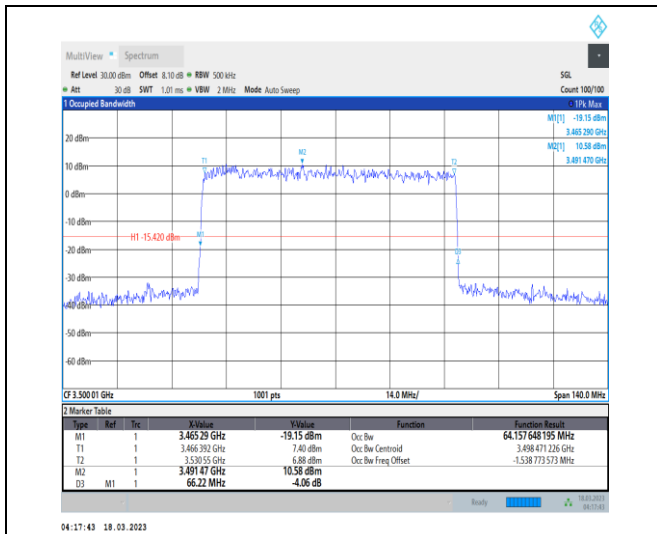 MultiView Spectrum
Ref Level 30.00 dBm Offset 8.10 dB RBW 500 kHz SGL
Att 30 dB SWT 1.01 ms VBW 2 MHz Mode Auto Sweep Count 100/100
1 Occupied Bandwidth 1Pk Max
M1[1] -19.15 dBm
3.465 290 GHz
M2[1] 10.58 dBm
3.491 470 GHz
20 dBm
10 dBm
0 dBm
-10 dBm
-20 dBm
-30 dBm
-40 dBm
-50 dBm
-60 dBm
T1
M2
T2
M1
H1 -15.420 dBm
D3
CF 3.500 01 GHz 1001 pts 14.0 MHz/ Span 140.0 MHz
2 Marker Table
Type Ref Trc X-Value Y-Value Function Function Result
M1 1 3.465 29 GHz -19.15 dBm Occ Bw 64.157 648 195 MHz
T1 1 3.466 392 GHz 7.40 dBm Occ Bw Centroid 3.498 471 226 GHz
T2 1 3.530 55 GHz 6.88 dBm Occ Bw Freq Offset -1.538 773 573 MHz
M2 1 3.491 47 GHz 10.58 dBm
D3 M1 1 66.22 MHz -4.06 dB
Ready 18.03.2023
04:17:43
04:17:43 18.03.2023